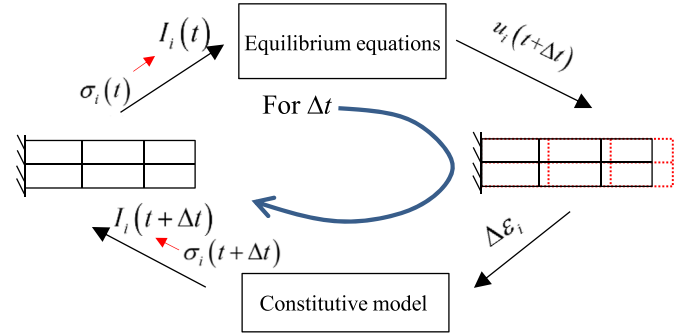 I_i(t)
σ_i(t)
Equilibrium equations
u_i(t+Δt)
For Δt
I_i(t+Δt)
σ_i(t+Δt)
Δε_i
Constitutive model